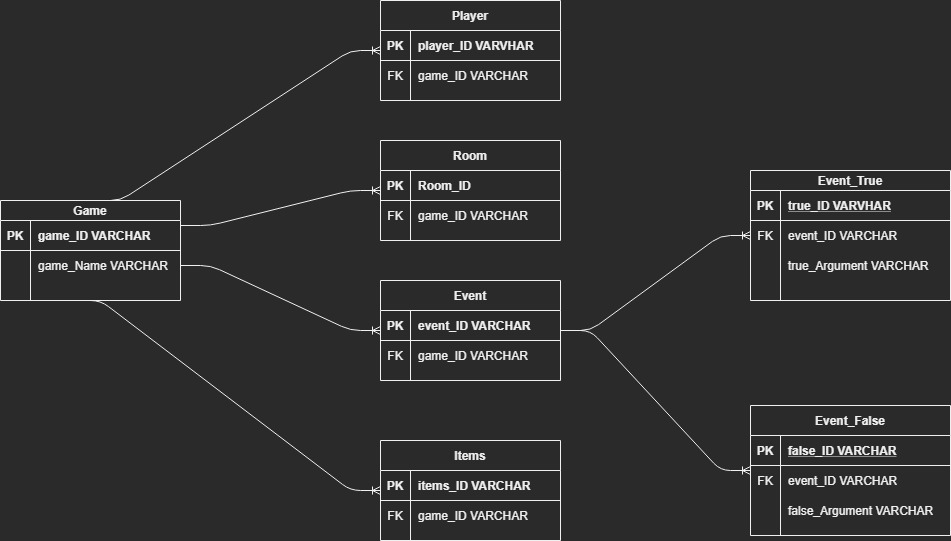 Player
PK player_ID VARVHAR
FK game_ID VARCHAR
Room
PK Room_ID
FK game_ID VARCHAR
Game
PK game_ID VARCHAR
game_Name VARCHAR
Event
PK event_ID VARCHAR
FK game_ID VARCHAR
Items
PK items_ID VARCHAR
FK game_ID VARCHAR
Event_True
PK true_ID VARVHAR
FK event_ID VARCHAR
true_Argument VARCHAR
Event_False
PK false_ID VARCHAR
FK event_ID VARCHAR
false_Argument VARCHAR